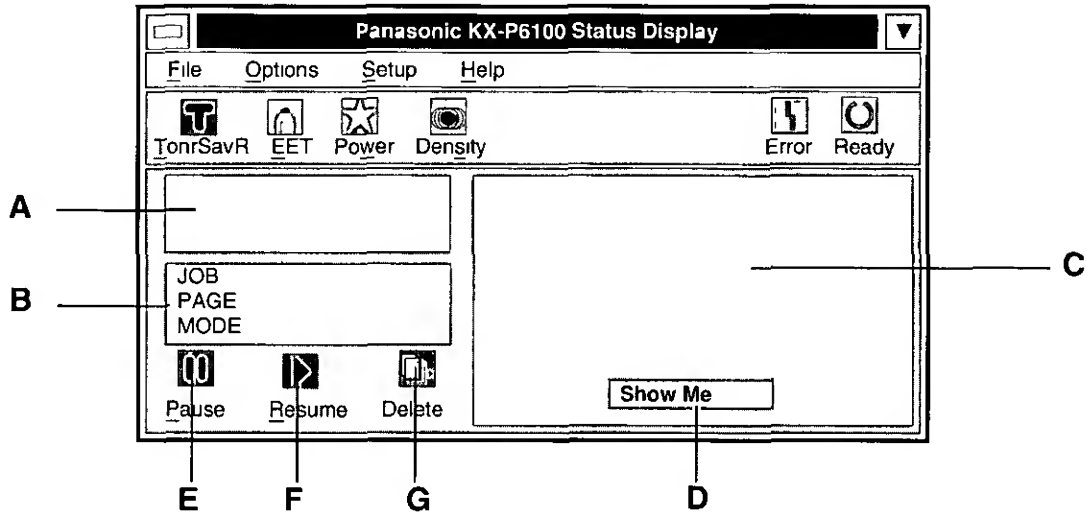 Panasonic KX-P6100 Status Display
File Options Setup Help
TonrSavR EET Power Density Error Ready
A
C
JOB
B
PAGE
MODE
Show Me
Pause Resume Delete
E F G D